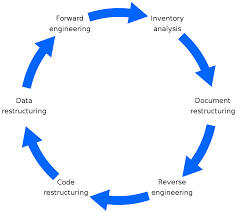 Forward
engineering
Inventory
analysis
Document
restructuring
Reverse
engineering
Code
restructuring
Data
restructuring